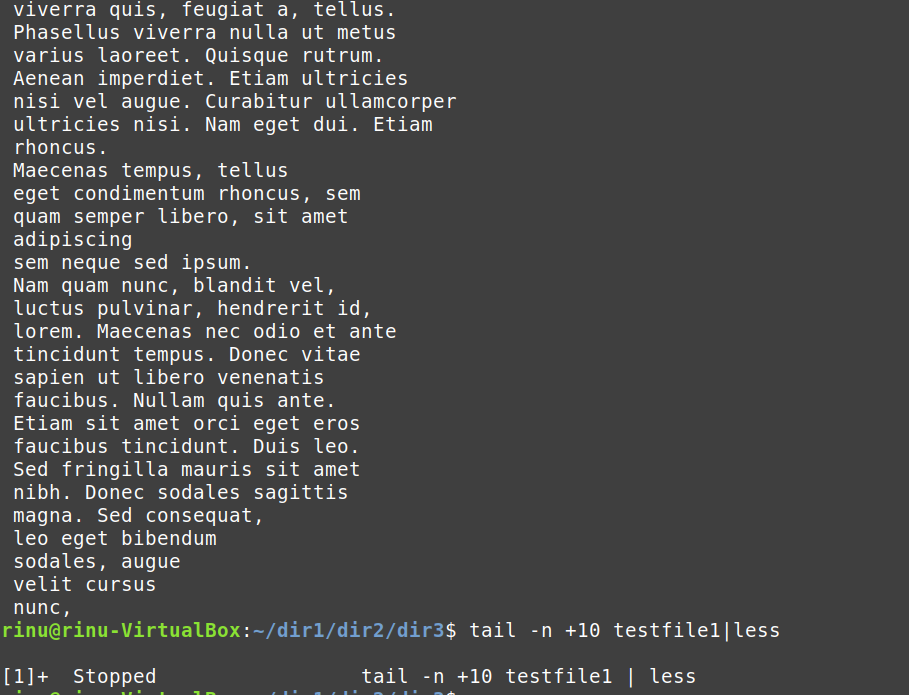 viverra quis, feugiat a, tellus.
Phasellus viverra nulla ut metus
varius laoreet. Quisque rutrum.
Aenean imperdiet. Etiam ultricies
nisi vel augue. Curabitur ullamcorper
ultricies nisi. Nam eget dui. Etiam
rhoncus.
Maecenas tempus, tellus
eget condimentum rhoncus, sem
quam semper libero, sit amet
adipiscing
sem neque sed ipsum.
Nam quam nunc, blandit vel,
luctus pulvinar, hendrerit id,
lorem. Maecenas nec odio et ante
tincidunt tempus. Donec vitae
sapien ut libero venenatis
faucibus. Nullam quis ante.
Etiam sit amet orci eget eros
faucibus tincidunt. Duis leo.
Sed fringilla mauris sit amet
nibh. Donec sodales sagittis
magna. Sed consequat,
leo eget bibendum
sodales, augue
velit cursus
nunc,
rinu@rinu-VirtualBox:~/dir1/dir2/dir3$ tail -n +10 testfile1|less
[1]+  Stopped                 tail -n +10 testfile1 | less